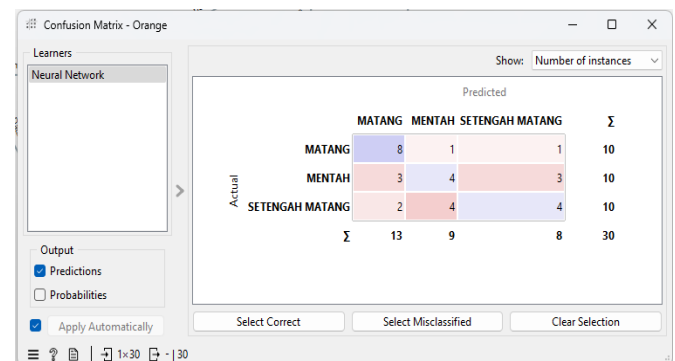 Confusion Matrix - Orange
Learners
Neural Network
Show: Number of instances
Predicted
MATANG MENTAH SETENGAH MATANG Σ
MATANG 8 1 1 10
Actual
MENTAH 3 4 3 10
SETENGAH MATANG 2 4 4 10
Σ 13 9 8 30
Output
Predictions
Probabilities
Apply Automatically
Select Correct Select Misclassified Clear Selection
1×30 - | 30